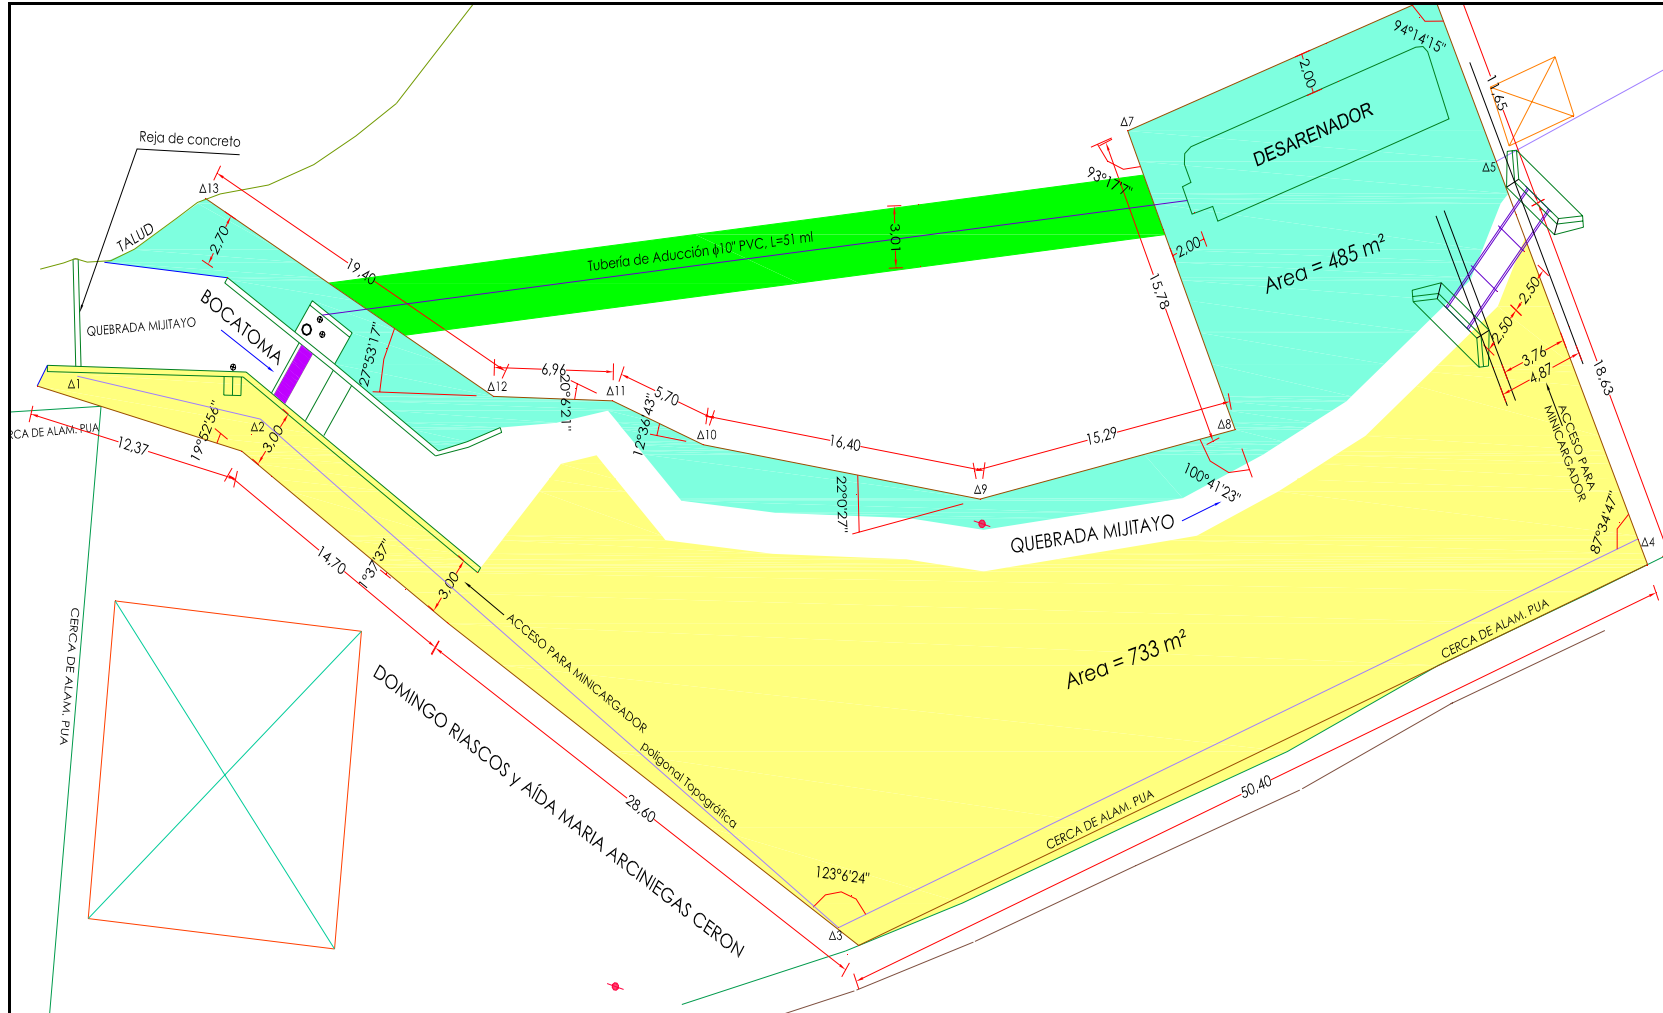 94°14'15"
2.00
11,65
Δ7
DESARENADOR
Reja de concreto
93°17'7"
Δ5
Δ13
TALUD
2,70
19,40
Tubería de Aducción ϕ10" PVC, L=51 ml
3,01
2,00
Area = 485 m²
15,78
2,50
2,50
3,76
4,87
18,63
QUEBRADA MIJITAYO
BOCATOMA
27°53'17"
6,96
20°9'21"
5,70
Δ12
Δ11
12°36'43"
Δ10
16,40
15,29
Δ8
Δ1
Δ2
CERCA DE ALAM. PUA
12,37
19°52'56"
3,00
22°0'27"
Δ9
100°41'23"
QUEBRADA MIJITAYO
ACCESO PARA
MINICARGADOR
87°34'47"
Δ4
14,70
1°37'37"
3,00
ACCESO PARA MINICARGADOR
CERCA DE ALAM. PUA
Area = 733 m²
CERCA DE ALAM. PUA
DOMINGO RIASCOS y AÍDA MARIA ARCINIEGAS CERON
poligonal Topográfica
28,60
50,40
CERCA DE ALAM. PUA
123°6'24"
Δ3